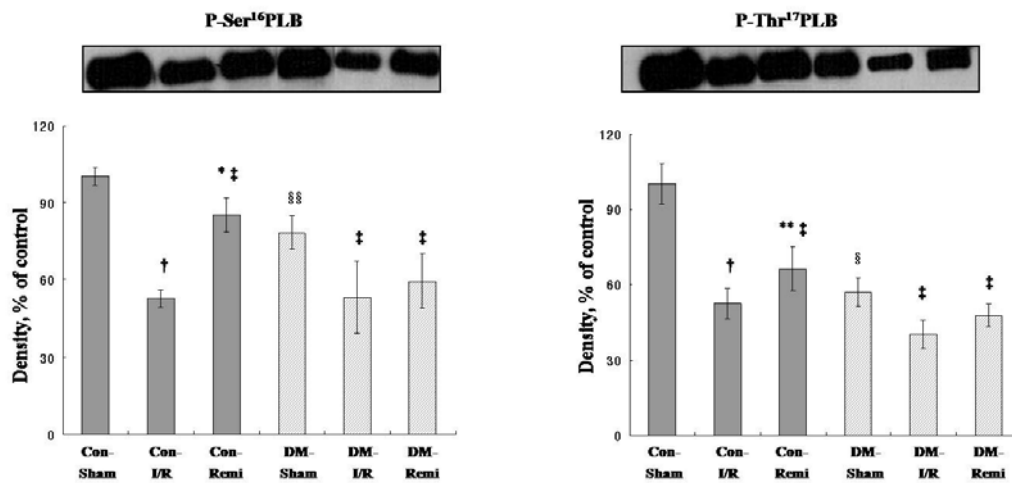 P-Ser¹⁶PLB
120
90
60
30
0
Density, % of control
†
* ‡
§§
‡
‡
Con-Sham
Con-I/R
Con-Remi
DM-Sham
DM-I/R
DM-Remi
P-Thr¹⁷PLB
120
90
60
30
0
Density, % of control
†
** ‡
§
‡
‡
Con-Sham
Con-I/R
Con-Remi
DM-Sham
DM-I/R
DM-Remi